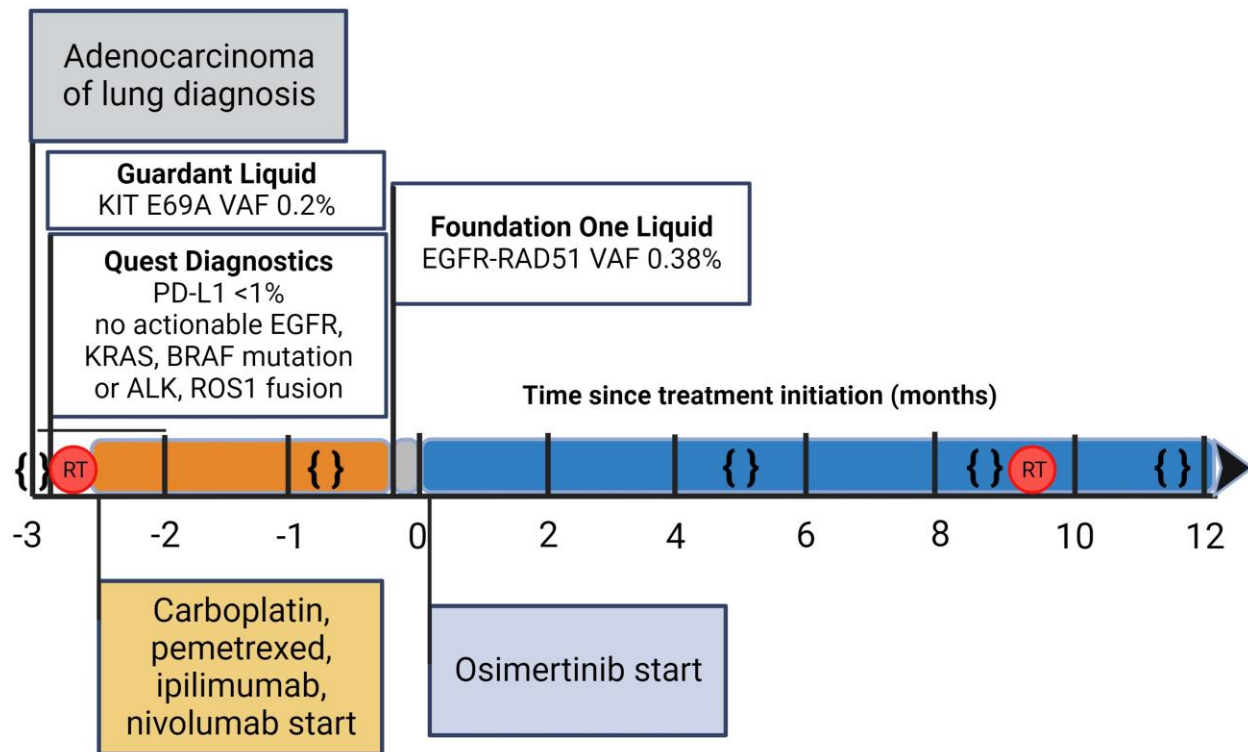 Adenocarcinoma
of lung diagnosis
Guardant Liquid
KIT E69A VAF 0.2%
Quest Diagnostics
PD-L1 <1%
no actionable EGFR,
KRAS, BRAF mutation
or ALK, ROS1 fusion
Foundation One Liquid
EGFR-RAD51 VAF 0.38%
Time since treatment initiation (months)
{ } RT { } { } { } RT { }
-3 -2 -1 0 2 4 6 8 10 12
Carboplatin,
pemetrexed,
ipilimumab,
nivolumab start
Osimertinib start